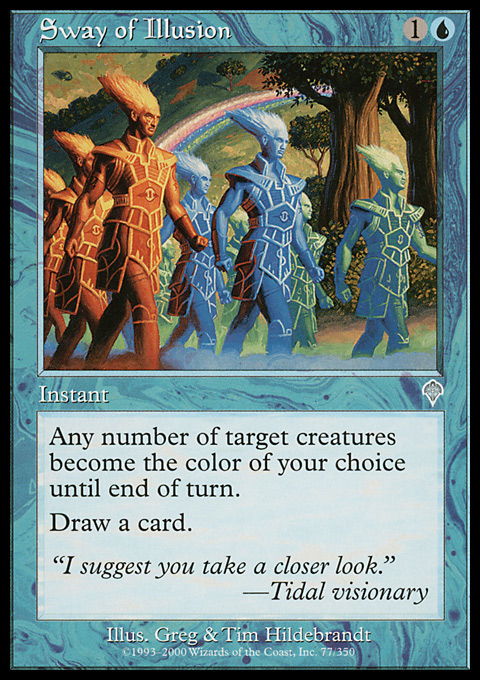 Sway of Illusion 1
Instant
Any number of target creatures
become the color of your choice
until end of turn.
Draw a card.
“I suggest you take a closer look.”
—Tidal visionary
Illus. Greg & Tim Hildebrandt
©1993–2000 Wizards of the Coast, Inc. 77/350